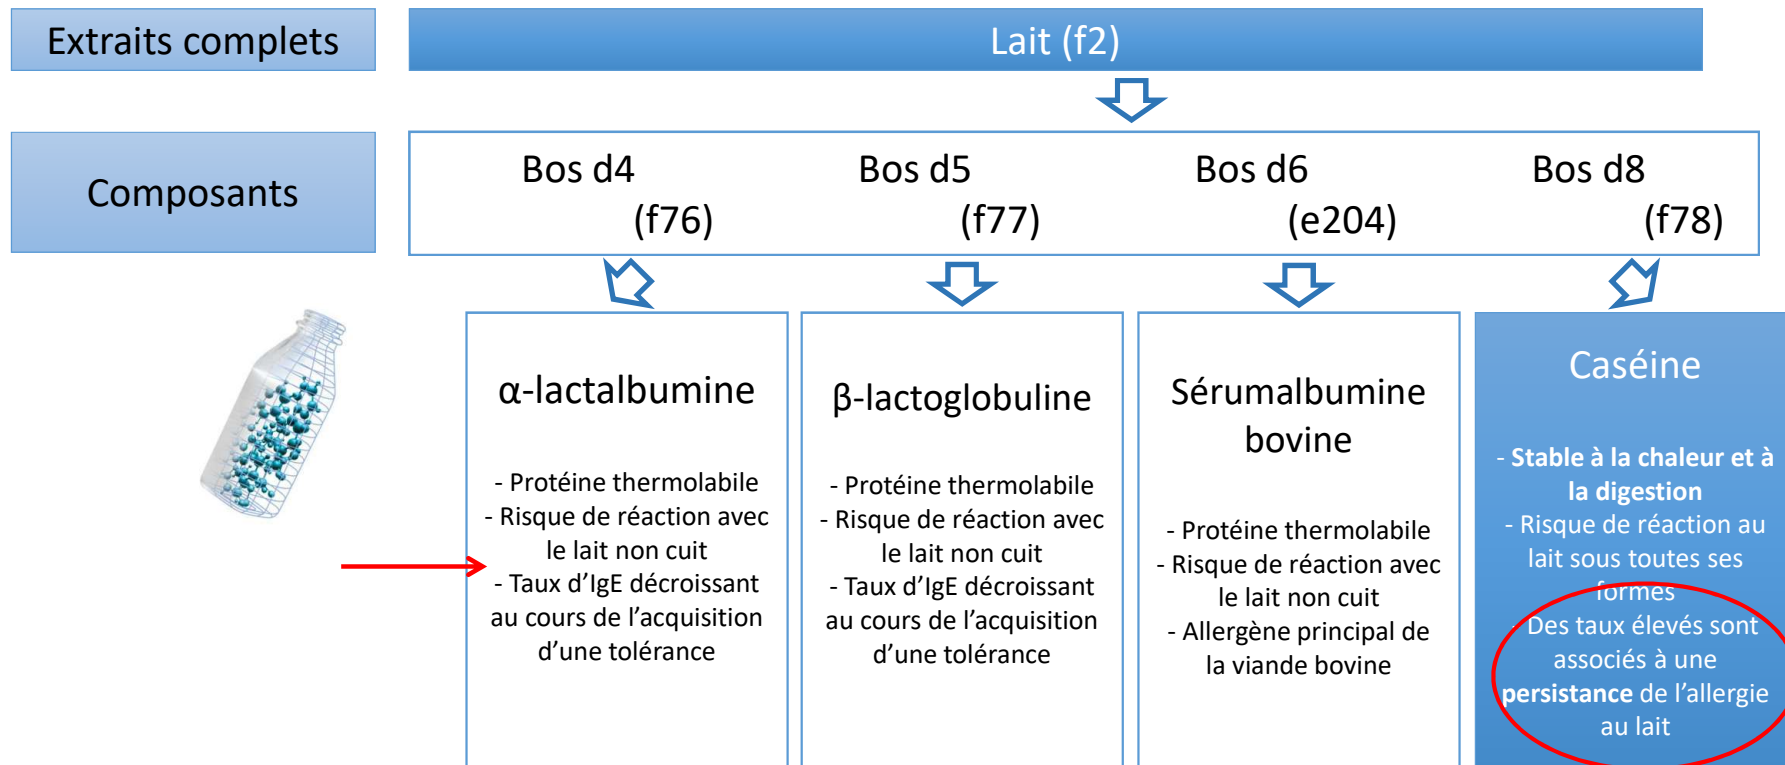 Extraits complets
Lait (f2)
Composants
Bos d4
(f76)
Bos d5
(f77)
Bos d6
(e204)
Bos d8
(f78)
α-lactalbumine
- Protéine thermolabile
- Risque de réaction avec
le lait non cuit
- Taux d’IgE décroissant
au cours de l’acquisition
d’une tolérance
β-lactoglobuline
- Protéine thermolabile
- Risque de réaction avec
le lait non cuit
- Taux d’IgE décroissant
au cours de l’acquisition
d’une tolérance
Sérumalbumine
bovine
- Protéine thermolabile
- Risque de réaction avec
le lait non cuit
- Allergène principal de
la viande bovine
Caséine
- Stable à la chaleur et à
la digestion
- Risque de réaction au
lait sous toutes ses
formes
- Des taux élevés sont
associés à une
persistance de l’allergie
au lait